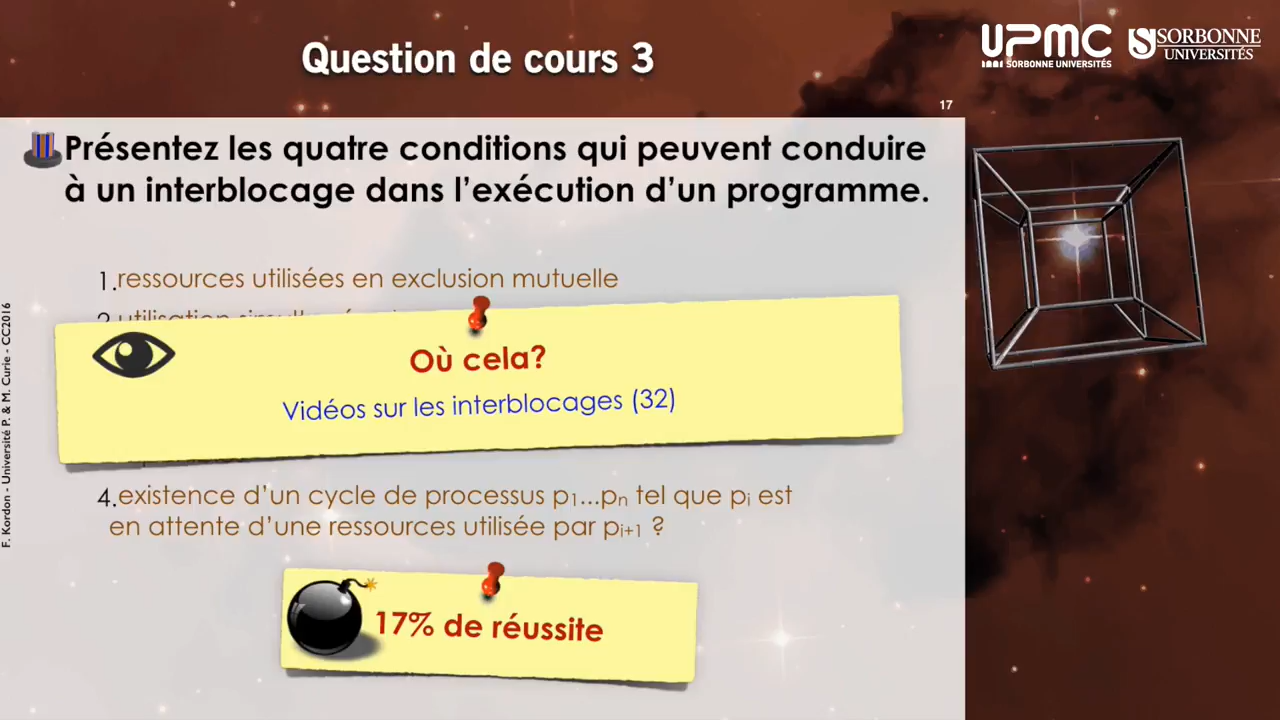 Question de cours 3
UPMC
SORBONNE UNIVERSITÉS
SORBONNE
UNIVERSITÉS
17
Présentez les quatre conditions qui peuvent conduire
à un interblocage dans l’exécution d’un programme.
1.ressources utilisées en exclusion mutuelle
2.utilisation
Où cela?
Vidéos sur les interblocages (32)
4.existence d’un cycle de processus p1...pn tel que pi est
en attente d’une ressources utilisée par pi+1 ?
17% de réussite
F. Kordon - Université P. & M. Curie - CC2016